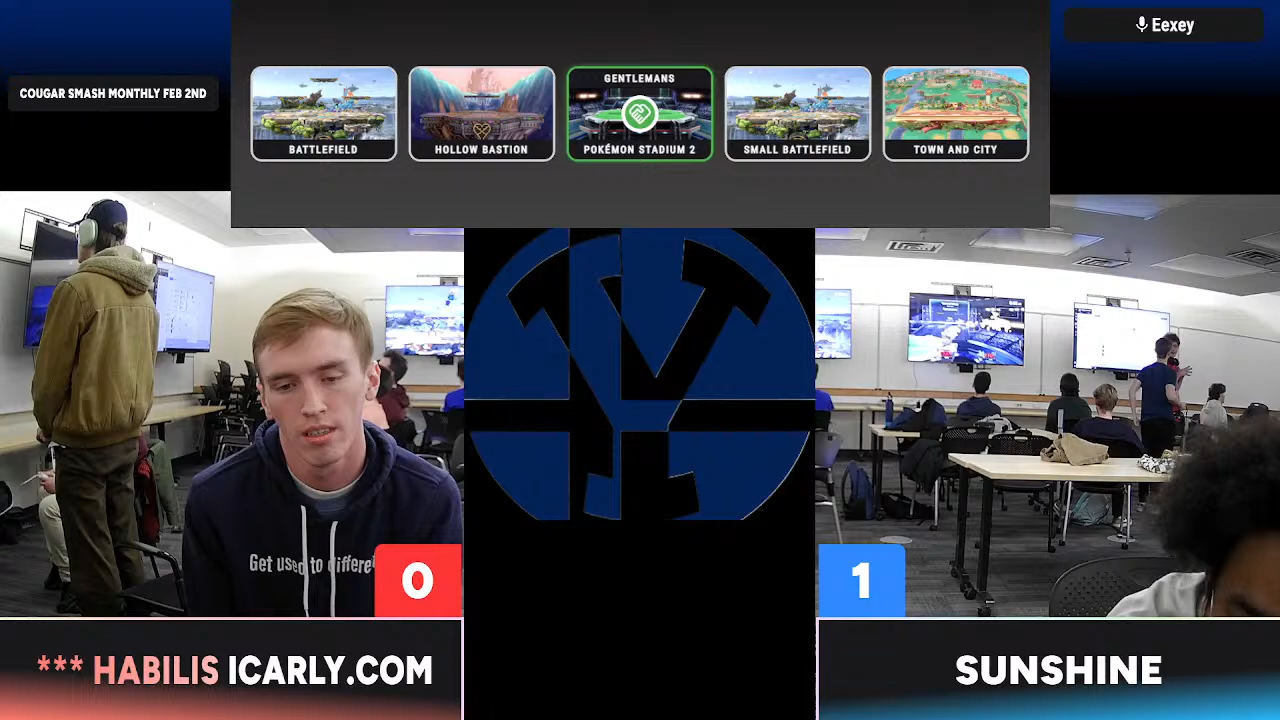 Eexey
COUGAR SMASH MONTHLY FEB 2ND
GENTLEMANS
BATTLEFIELD
HOLLOW BASTION
POKÉMON STADIUM 2
SMALL BATTLEFIELD
TOWN AND CITY
Get used to different
0
1
*** HABILIS ICARLY.COM
SUNSHINE